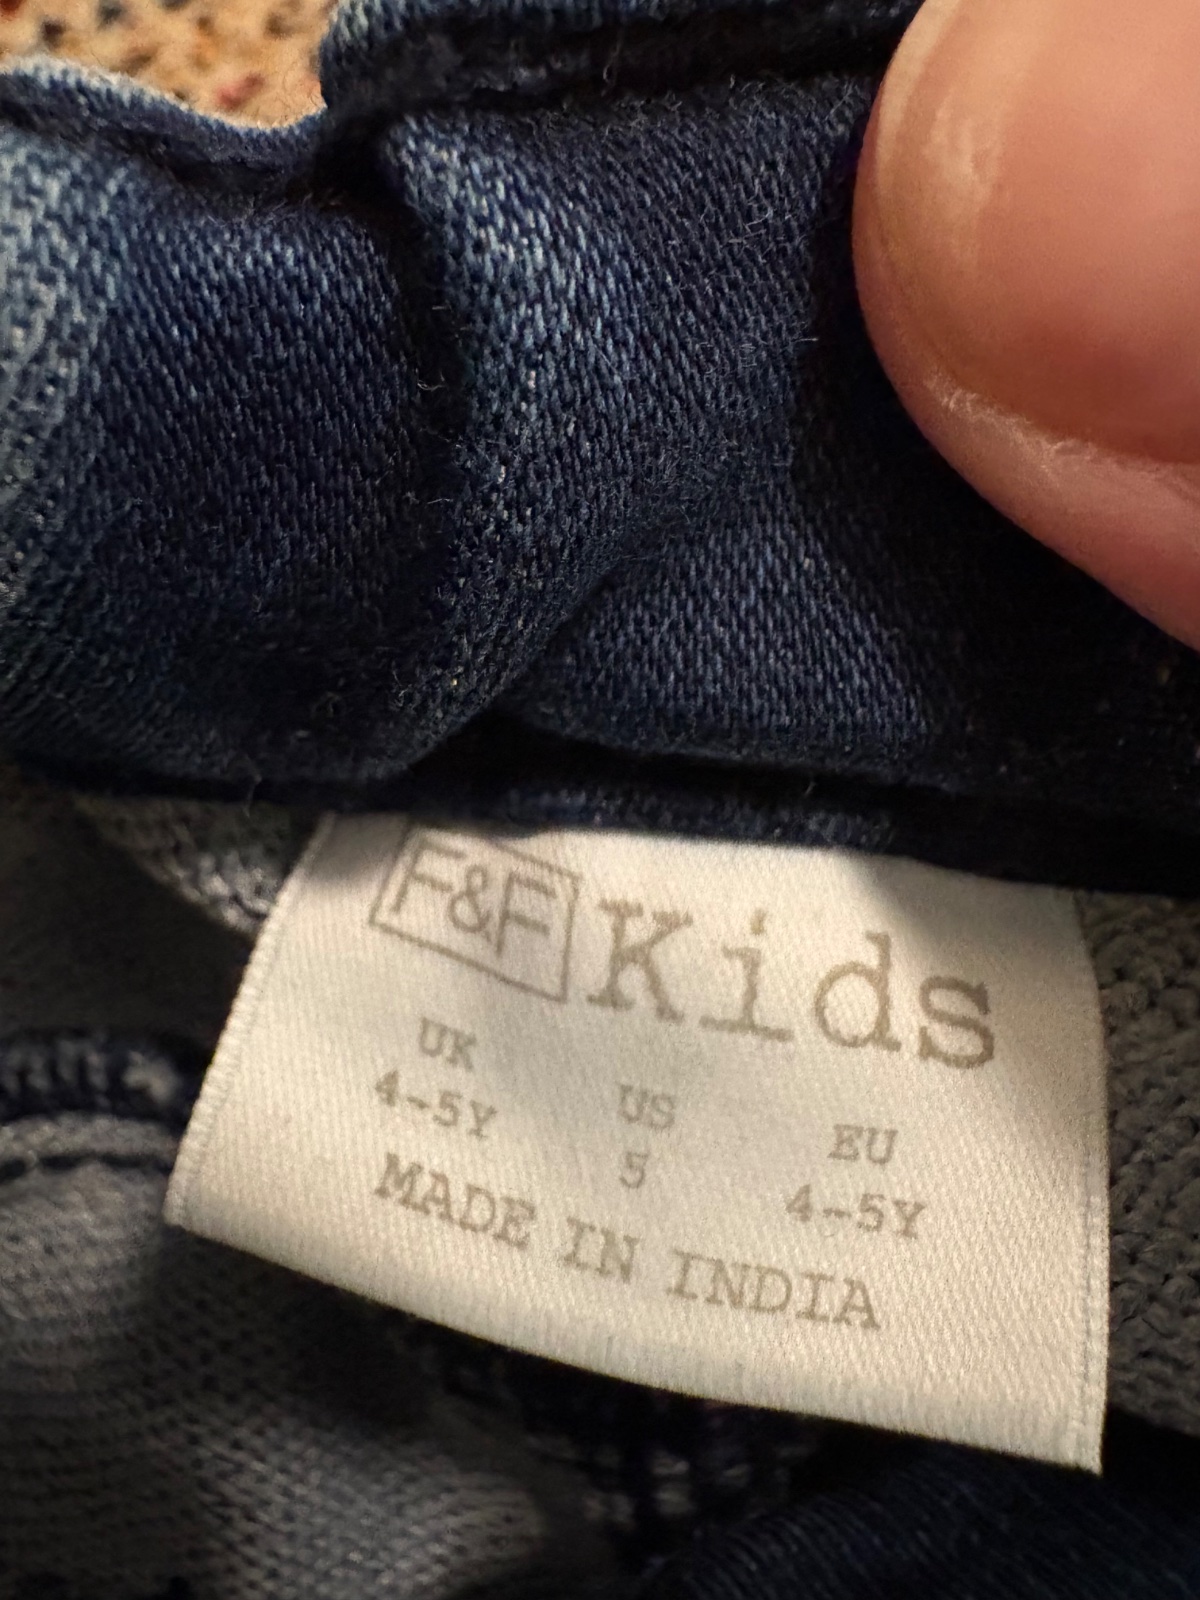 F&F Kids
UK US EU
4-5Y 5 4-5Y
MADE IN INDIA